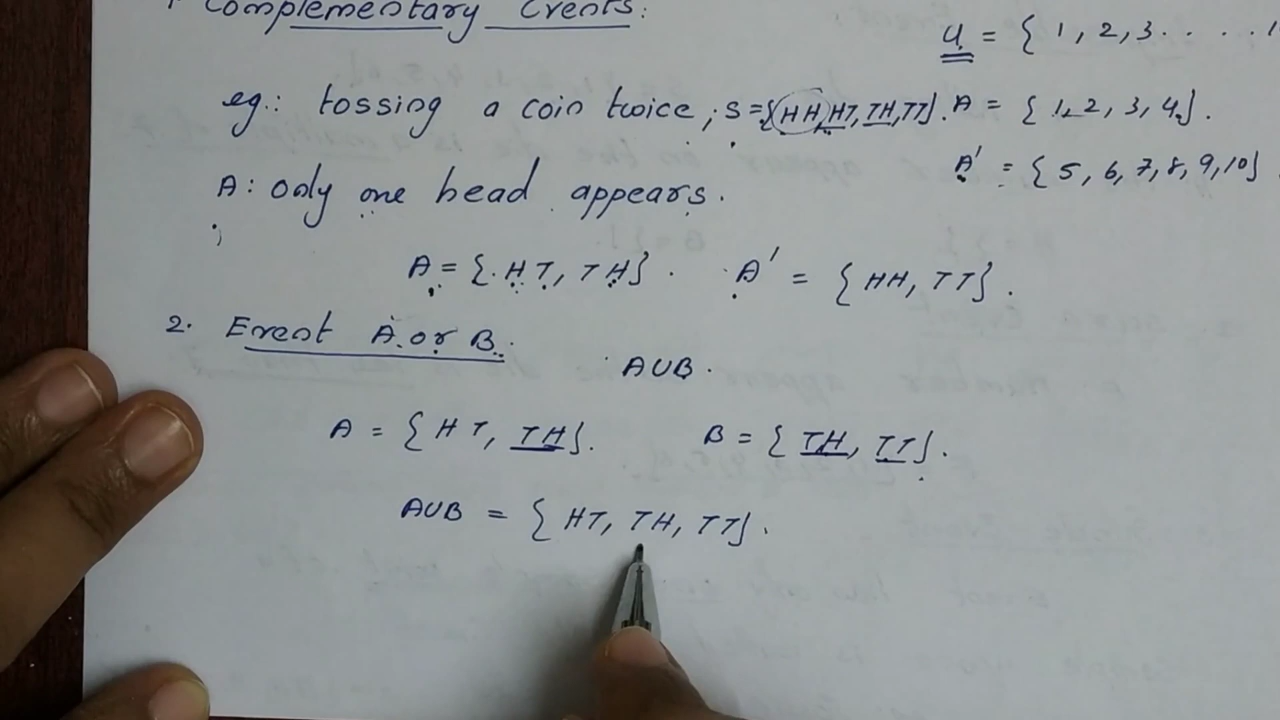 Complementary Events:
U = { 1, 2, 3 . . . . 1
eg.: tossing a coin twice ; S = {HH, HT, TH, TT}. A = { 1, 2, 3, 4}.
A' = { 5, 6, 7, 8, 9, 10}
A : only one head appears.
A = { HT, TH}. A' = { HH, TT}.
2. Event A or B.
AUB.
A = { HT, TH}. B = { TH, TT}.
AUB = { HT, TH, TT}.